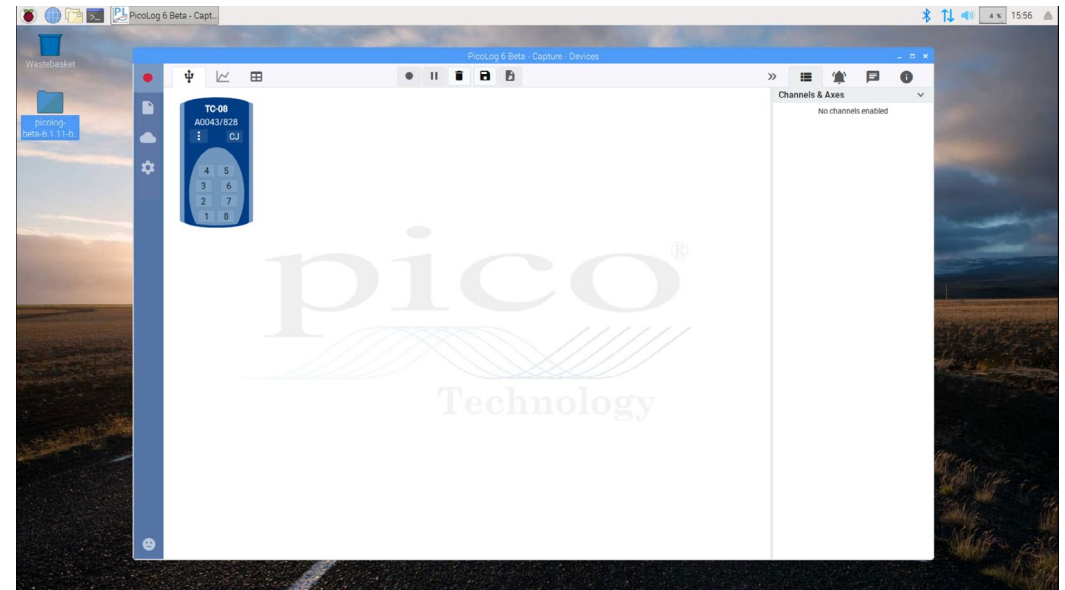 PicoLog 6 Beta - Capt...
4 %
15:56
Wastebasket
picolog-
beta-6.1.11-b...
PicoLog 6 Beta - Capture - Devices
Channels & Axes
No channels enabled
TC-08
A0043/828
CJ
4 5
3 6
2 7
1 8
pico®
Technology